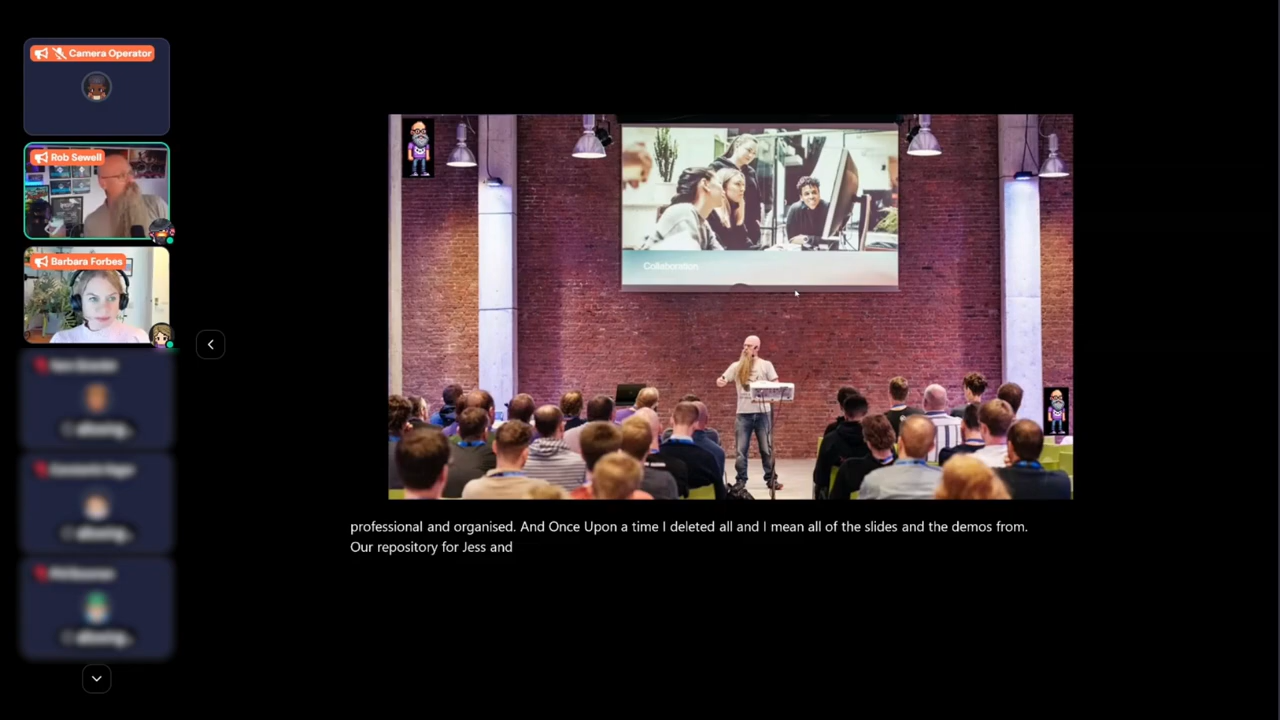 Camera Operator
Rob Sewell
Barbara Forbes
Collaboration
professional and organised. And Once Upon a time I deleted all and I mean all of the slides and the demos from.
Our repository for Jess and